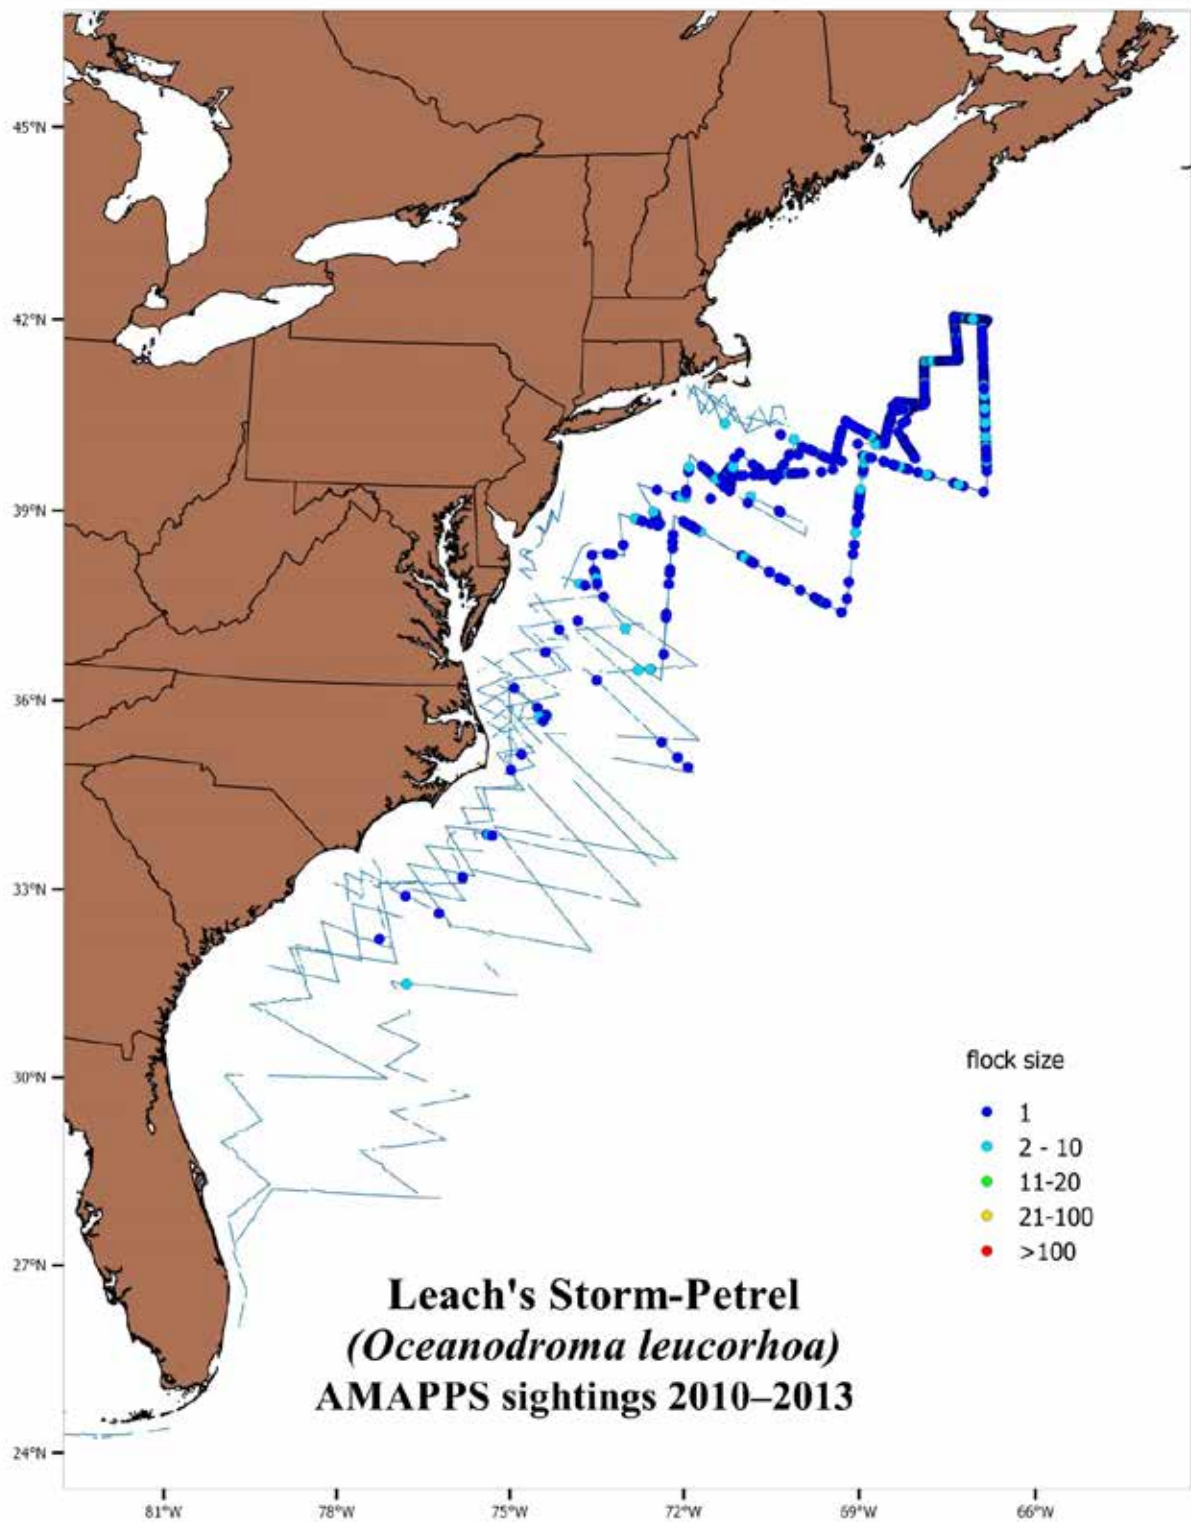 45°N
42°N
39°N
36°N
33°N
30°N
27°N
24°N
flock size
1
2 - 10
11-20
21-100
>100
Leach's Storm-Petrel
(Oceanodroma leucorhoa)
AMAPPS sightings 2010–2013
81°W 78°W 75°W 72°W 69°W 66°W